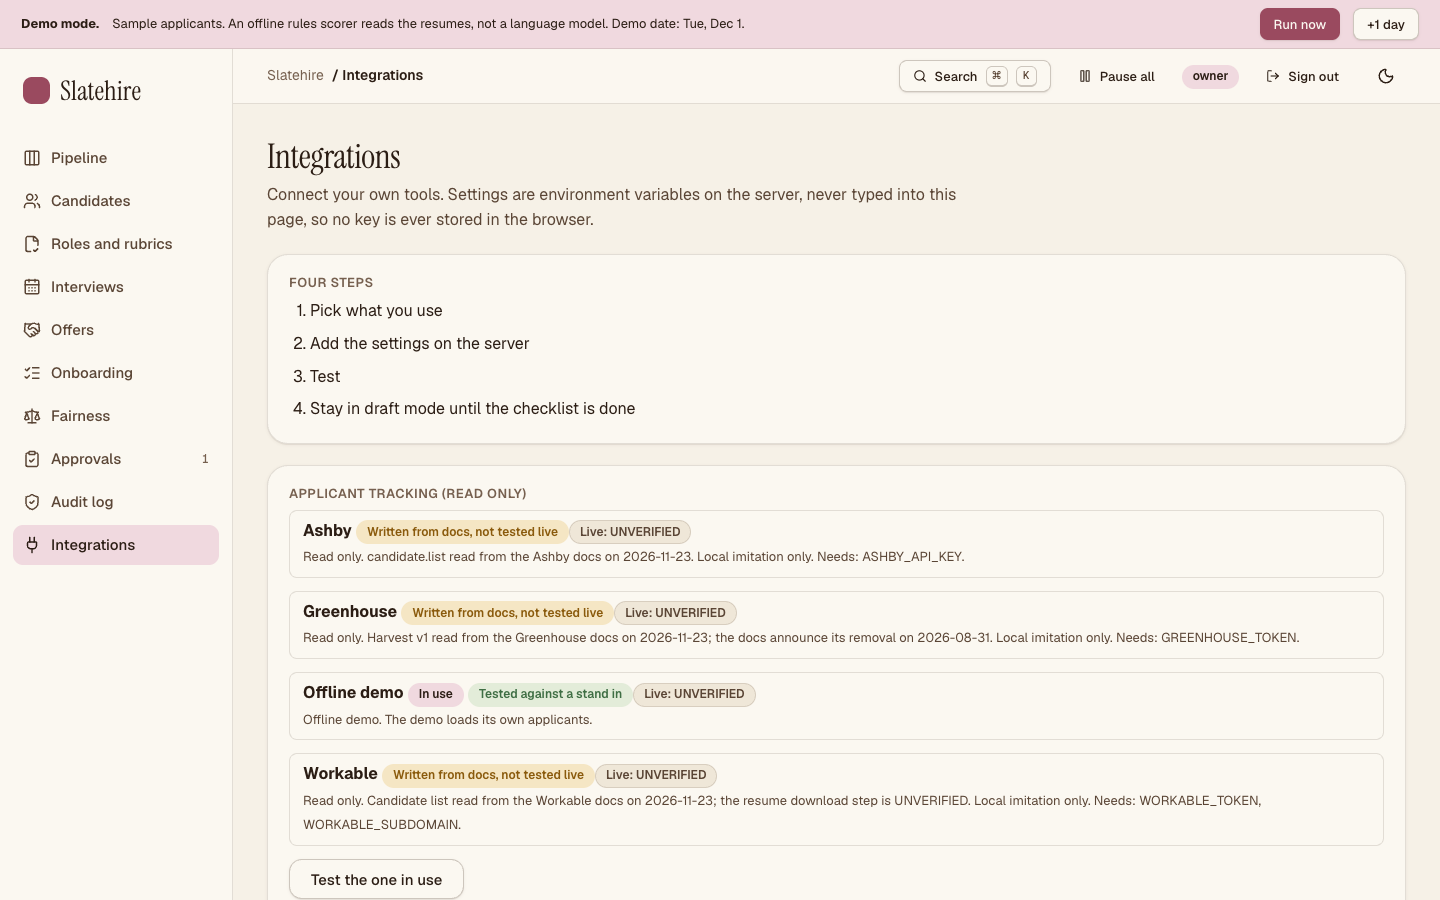 Demo mode. Sample applicants. An offline rules scorer reads the resumes, not a language model. Demo date: Tue, Dec 1.
Run now
+1 day
Slatehire
Slatehire / Integrations
Search ⌘ K
Pause all
owner
Sign out
Pipeline
Candidates
Roles and rubrics
Interviews
Offers
Onboarding
Fairness
Approvals 1
Audit log
Integrations
Integrations
Connect your own tools. Settings are environment variables on the server, never typed into this
page, so no key is ever stored in the browser.
FOUR STEPS
1. Pick what you use
2. Add the settings on the server
3. Test
4. Stay in draft mode until the checklist is done
APPLICANT TRACKING (READ ONLY)
Ashby Written from docs, not tested live Live: UNVERIFIED
Read only. candidate.list read from the Ashby docs on 2026-11-23. Local imitation only. Needs: ASHBY_API_KEY.
Greenhouse Written from docs, not tested live Live: UNVERIFIED
Read only. Harvest v1 read from the Greenhouse docs on 2026-11-23; the docs announce its removal on 2026-08-31. Local imitation only. Needs: GREENHOUSE_TOKEN.
Offline demo In use Tested against a stand in Live: UNVERIFIED
Offline demo. The demo loads its own applicants.
Workable Written from docs, not tested live Live: UNVERIFIED
Read only. Candidate list read from the Workable docs on 2026-11-23; the resume download step is UNVERIFIED. Local imitation only. Needs: WORKABLE_TOKEN,
WORKABLE_SUBDOMAIN.
Test the one in use